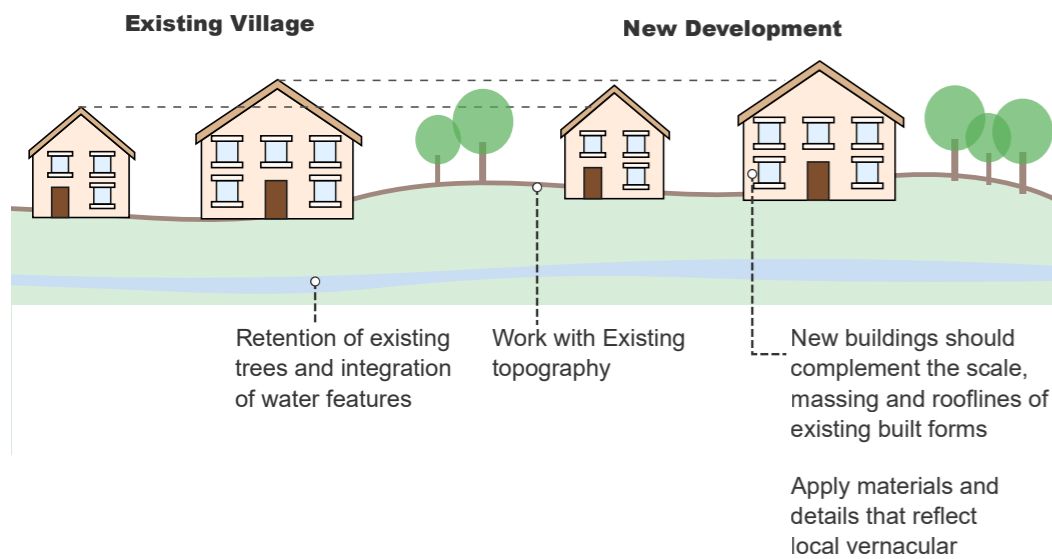 Existing Village
New Development
Retention of existing
trees and integration
of water features
Work with Existing
topography
New buildings should
complement the scale,
massing and rooflines of
existing built forms
Apply materials and
details that reflect
local vernacular